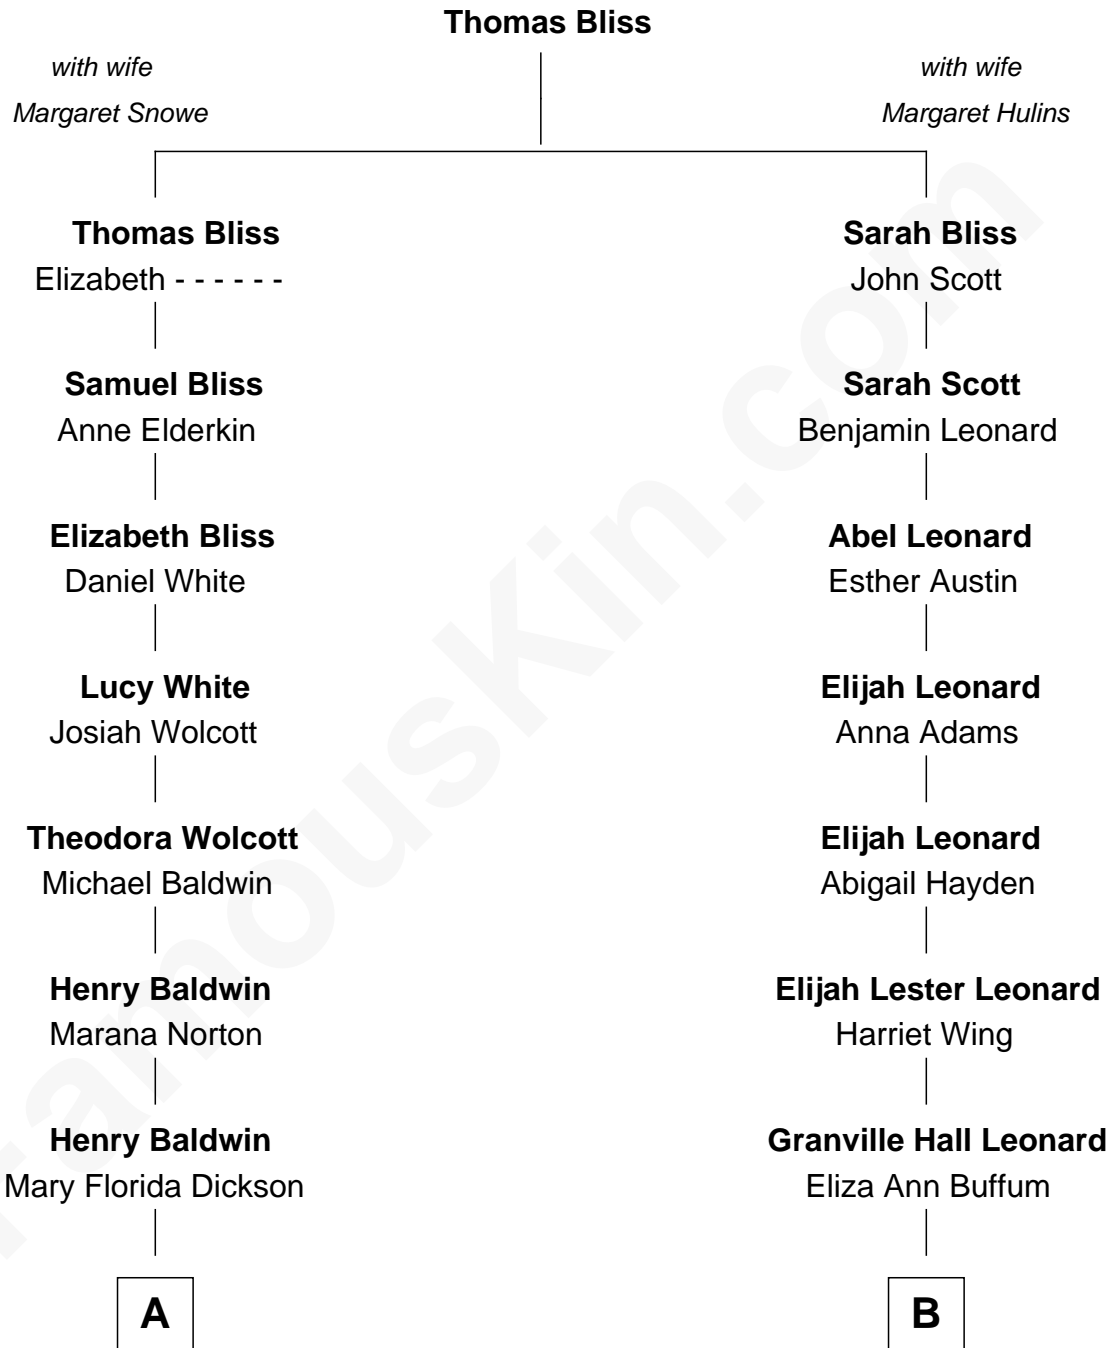 Thomas Bliss
with wife
Margaret Snowe
with wife
Margaret Hulins
Thomas Bliss
Elizabeth - - - - - -
Samuel Bliss
Anne Elderkin
Elizabeth Bliss
Daniel White
Lucy White
Josiah Wolcott
Theodora Wolcott
Michael Baldwin
Henry Baldwin
Marana Norton
Henry Baldwin
Mary Florida Dickson
A
Sarah Bliss
John Scott
Sarah Scott
Benjamin Leonard
Abel Leonard
Esther Austin
Elijah Leonard
Anna Adams
Elijah Leonard
Abigail Hayden
Elijah Lester Leonard
Harriet Wing
Granville Hall Leonard
Eliza Ann Buffum
B
famouskin.com